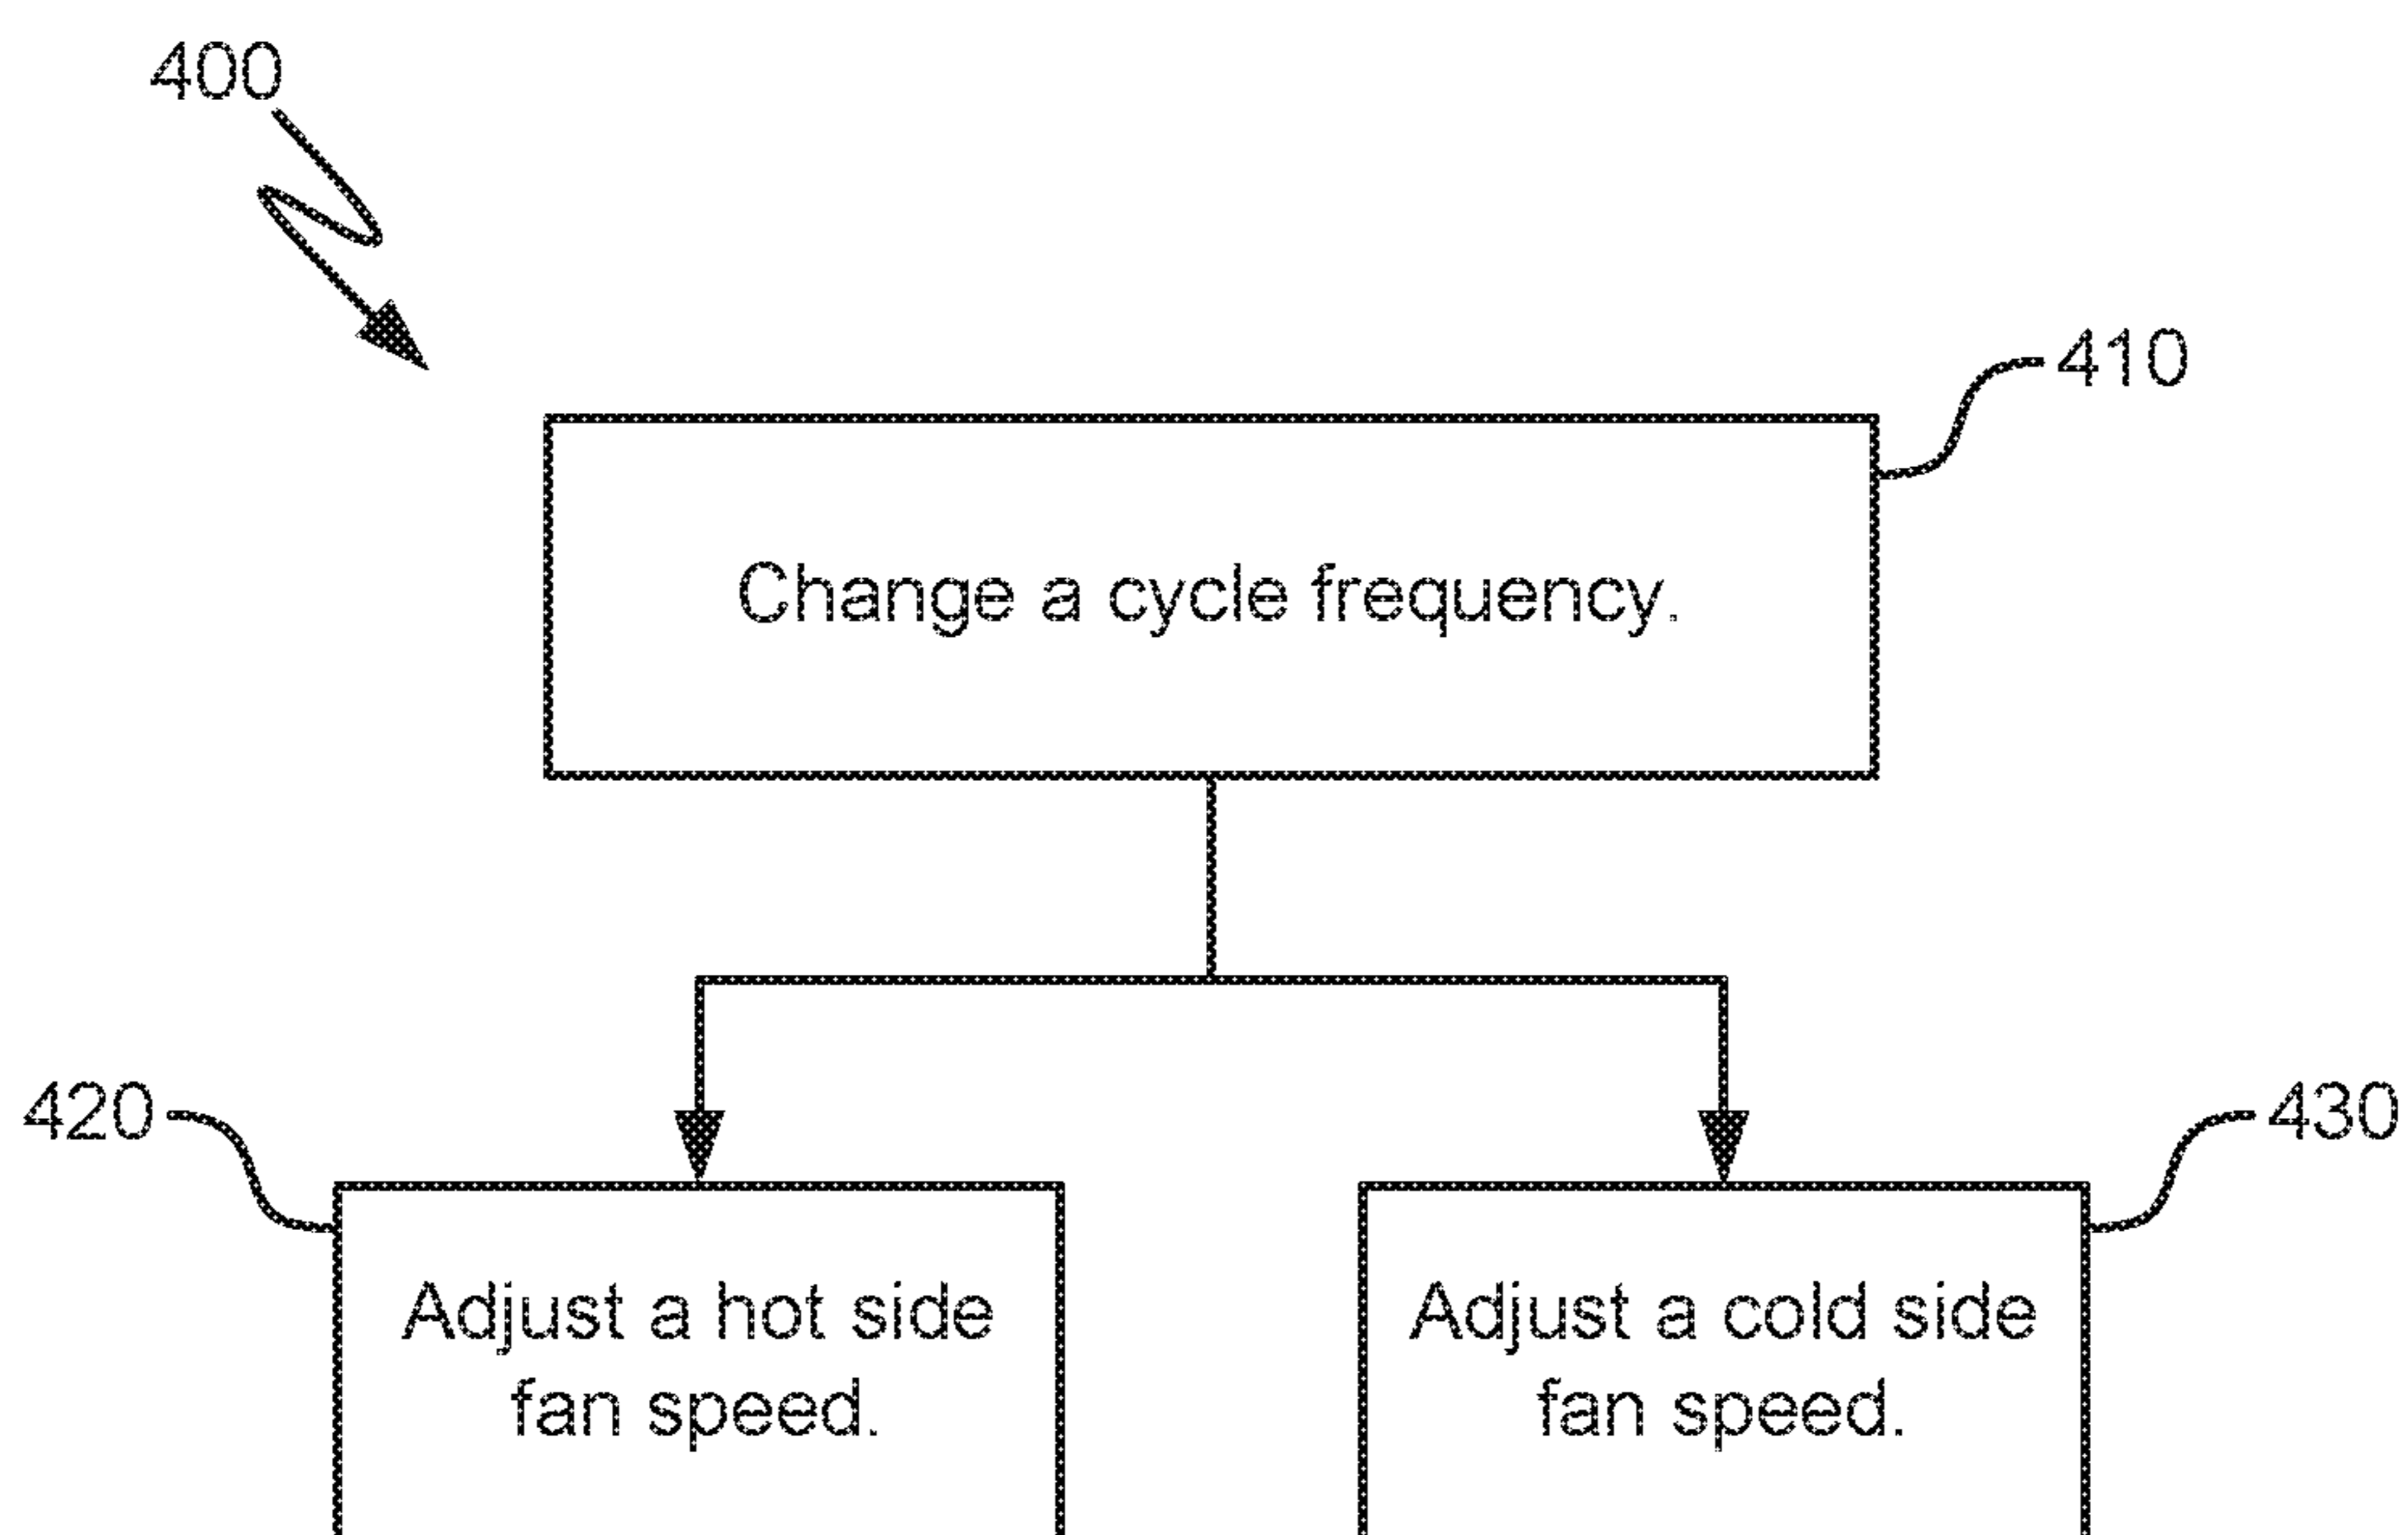 400
410
Change a cycle frequency.
420
430
Adjust a hot side
fan speed.
Adjust a cold side
fan speed.